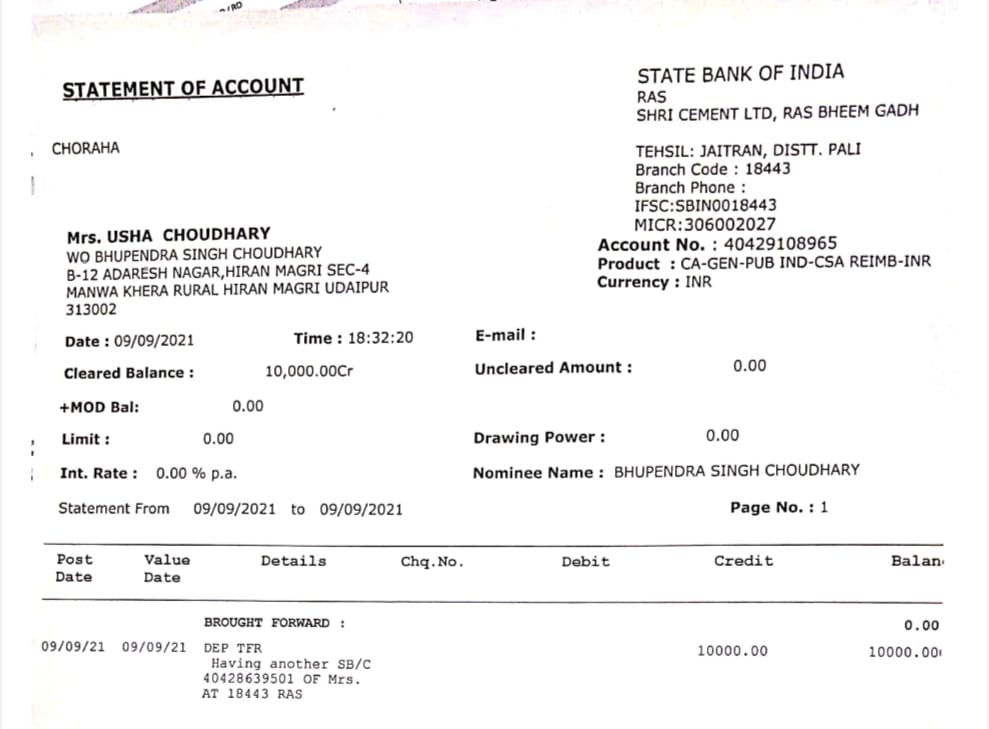 STATEMENT OF ACCOUNT
STATE BANK OF INDIA
RAS
SHRI CEMENT LTD, RAS BHEEM GADH
CHORAHA
TEHSIL: JAITRAN, DISTT. PALI
Branch Code : 18443
Branch Phone :
IFSC:SBIN0018443
MICR:306002027
Account No. : 40429108965
Product : CA-GEN-PUB IND-CSA REIMB-INR
Currency : INR
Mrs. USHA CHOUDHARY
WO BHUPENDRA SINGH CHOUDHARY
B-12 ADARESH NAGAR,HIRAN MAGRI SEC-4
MANWA KHERA RURAL HIRAN MAGRI UDAIPUR
313002
Date : 09/09/2021 Time : 18:32:20 E-mail :
Cleared Balance : 10,000.00Cr Uncleared Amount : 0.00
+MOD Bal: 0.00
Limit : 0.00 Drawing Power : 0.00
Int. Rate : 0.00 % p.a. Nominee Name : BHUPENDRA SINGH CHOUDHARY
Statement From 09/09/2021 to 09/09/2021 Page No. : 1
Post Value Details Chq.No. Debit Credit Balan
Date Date
BROUGHT FORWARD : 0.00
09/09/21 09/09/21 DEP TFR 10000.00 10000.00
Having another SB/C
40428639501 OF Mrs.
AT 18443 RAS